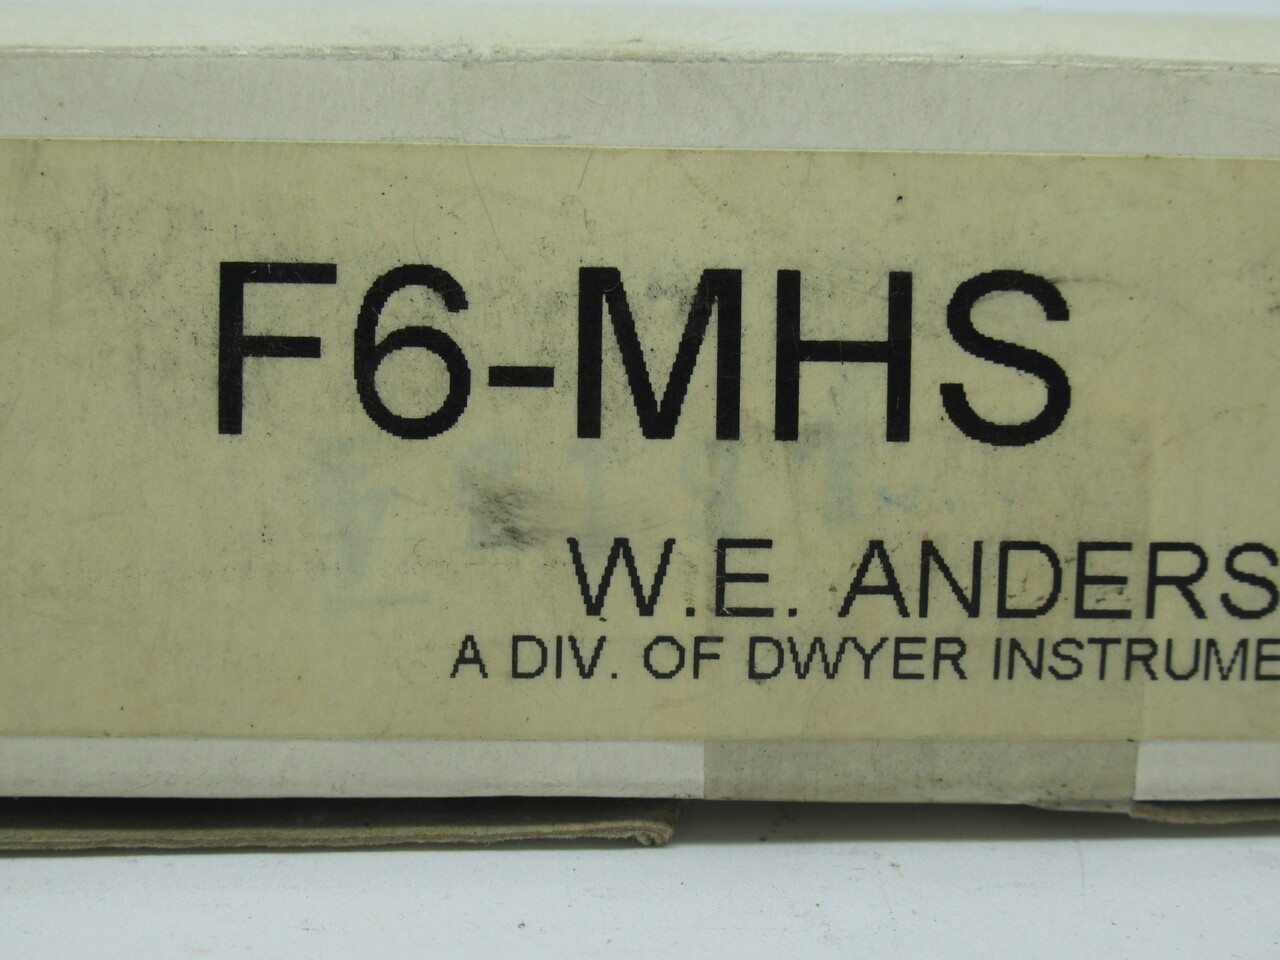 F6-MHS
W.E. ANDERS
A DIV. OF DWYER INSTRUME